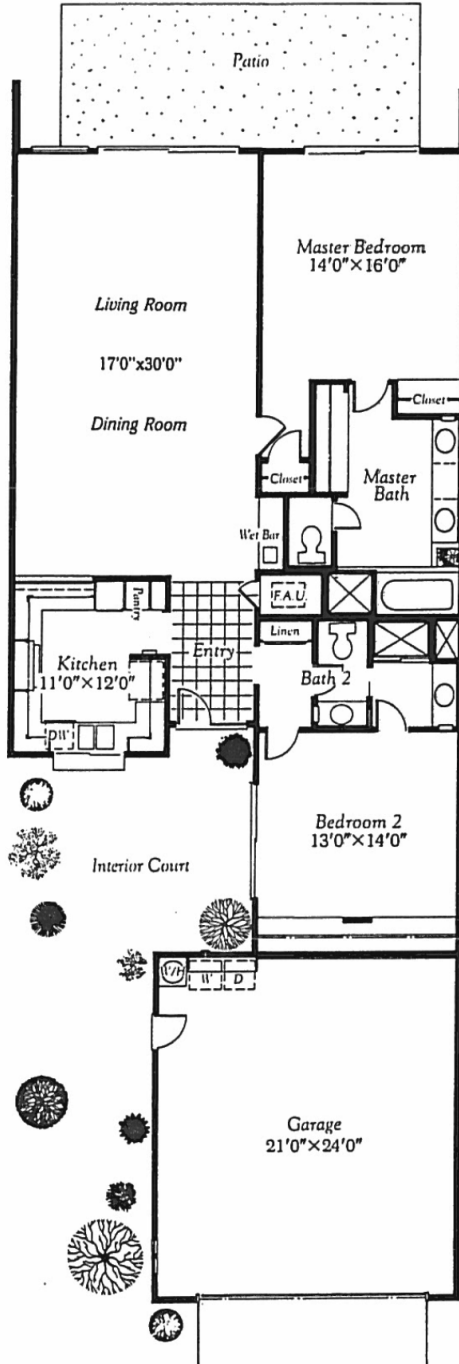 Patio
Master Bedroom
14'0"×16'0"
Living Room
17'0"x30'0"
Dining Room
Closet
Closet
Master
Bath
Wet Bar
F.A.U.
Pantry
Linen
Entry
Kitchen
11'0"×12'0"
Bath 2
DW
Bedroom 2
13'0"×14'0"
Interior Court
W/H
W
D
Garage
21'0"×24'0"